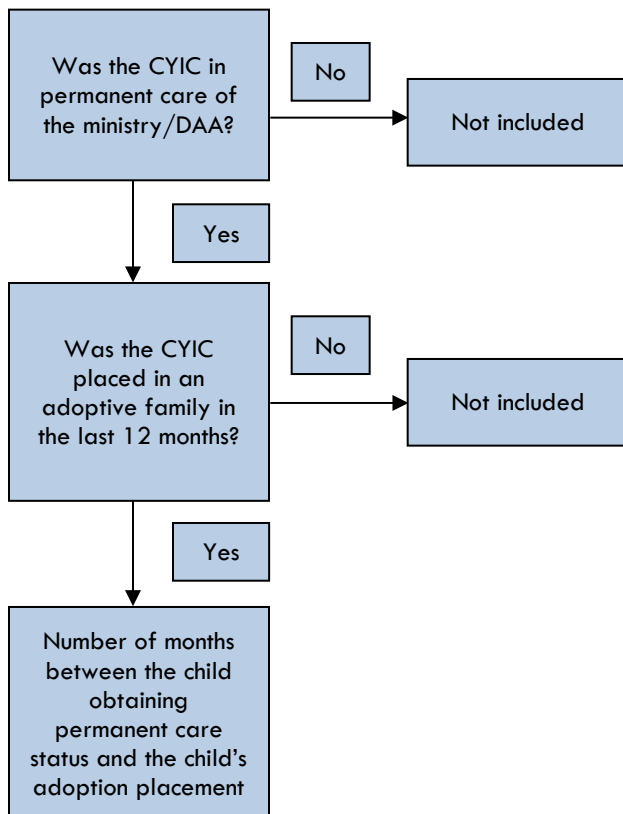 Was the CYIC in
permanent care of
the ministry/DAA?
No
Not included
Yes
Was the CYIC
placed in an
adoptive family in
the last 12 months?
No
Not included
Yes
Number of months
between the child
obtaining
permanent care
status and the child’s
adoption placement